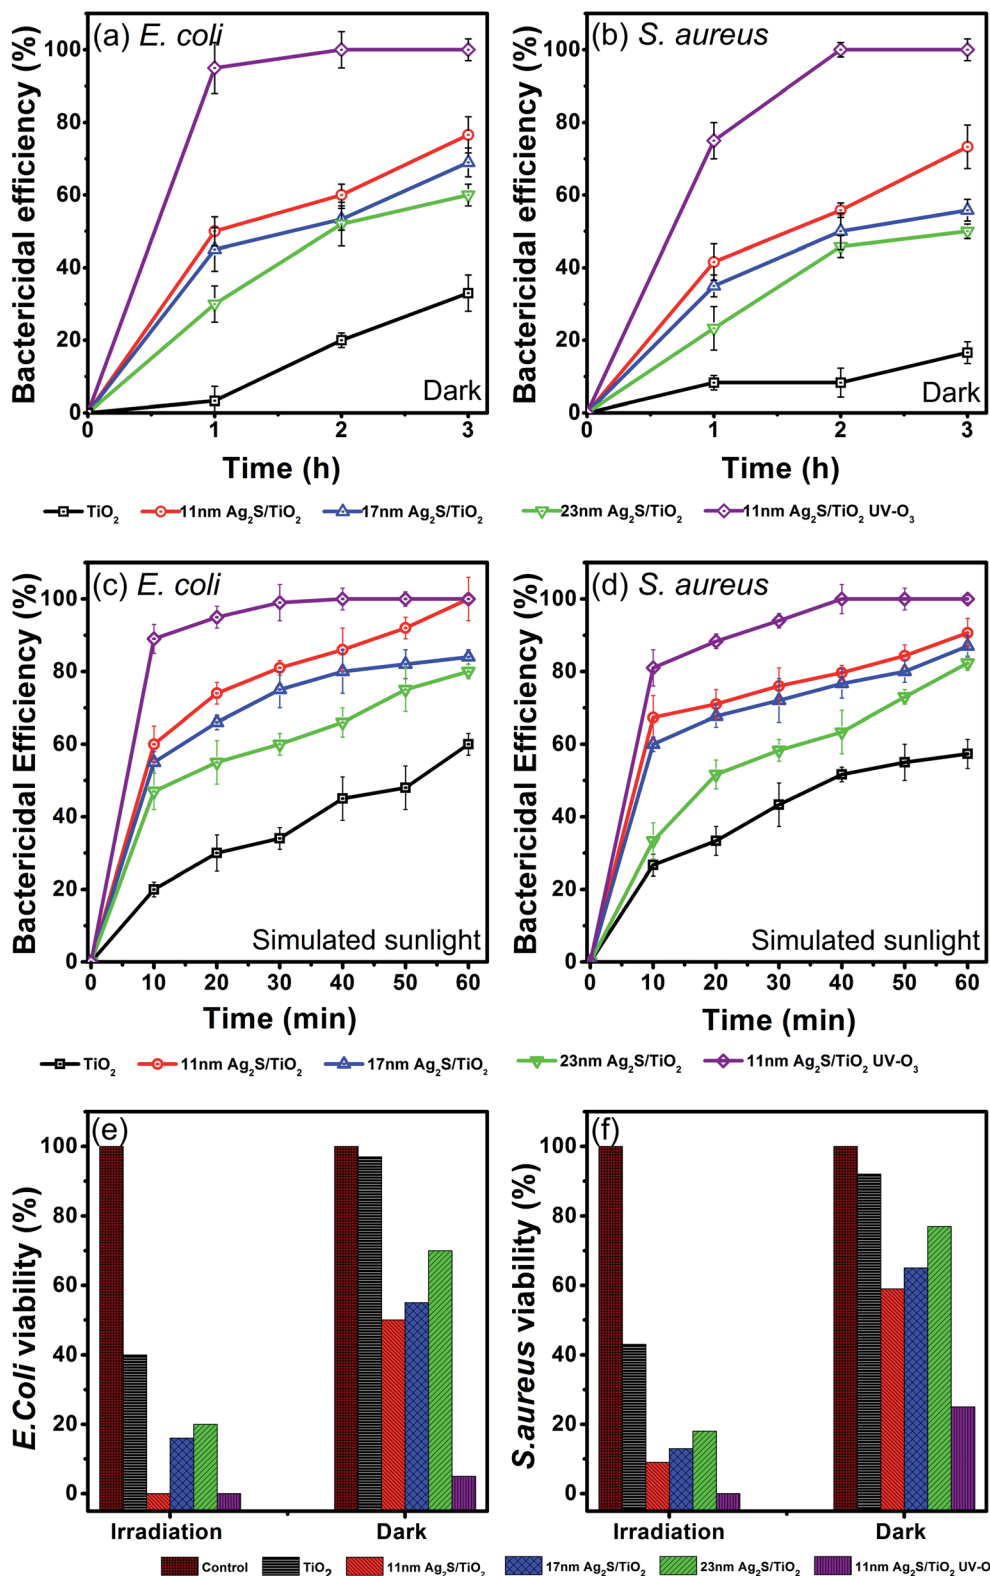 (a) E. coli
(b) S. aureus
Bactericidal efficiency (%)
100
80
60
40
20
0
Dark
0 1 2 3
Time (h)
Bactericidal efficiency (%)
100
80
60
40
20
0
Dark
0 1 2 3
Time (h)
TiO₂ 11nm Ag₂S/TiO₂ 17nm Ag₂S/TiO₂ 23nm Ag₂S/TiO₂ 11nm Ag₂S/TiO₂ UV-O₃
(c) E. coli
(d) S. aureus
Bactericidal Efficiency (%)
100
80
60
40
20
0
Simulated sunlight
0 10 20 30 40 50 60
Time (min)
Bactericidal Efficiency (%)
100
80
60
40
20
0
Simulated sunlight
0 10 20 30 40 50 60
Time (min)
TiO₂ 11nm Ag₂S/TiO₂ 17nm Ag₂S/TiO₂ 23nm Ag₂S/TiO₂ 11nm Ag₂S/TiO₂ UV-O₃
(e)
(f)
E.Coli viability (%)
100
80
60
40
20
0
Irradiation Dark
S.aureus viability (%)
100
80
60
40
20
0
Irradiation Dark
Control TiO₂ 11nm Ag₂S/TiO₂ 17nm Ag₂S/TiO₂ 23nm Ag₂S/TiO₂ 11nm Ag₂S/TiO₂ UV-O